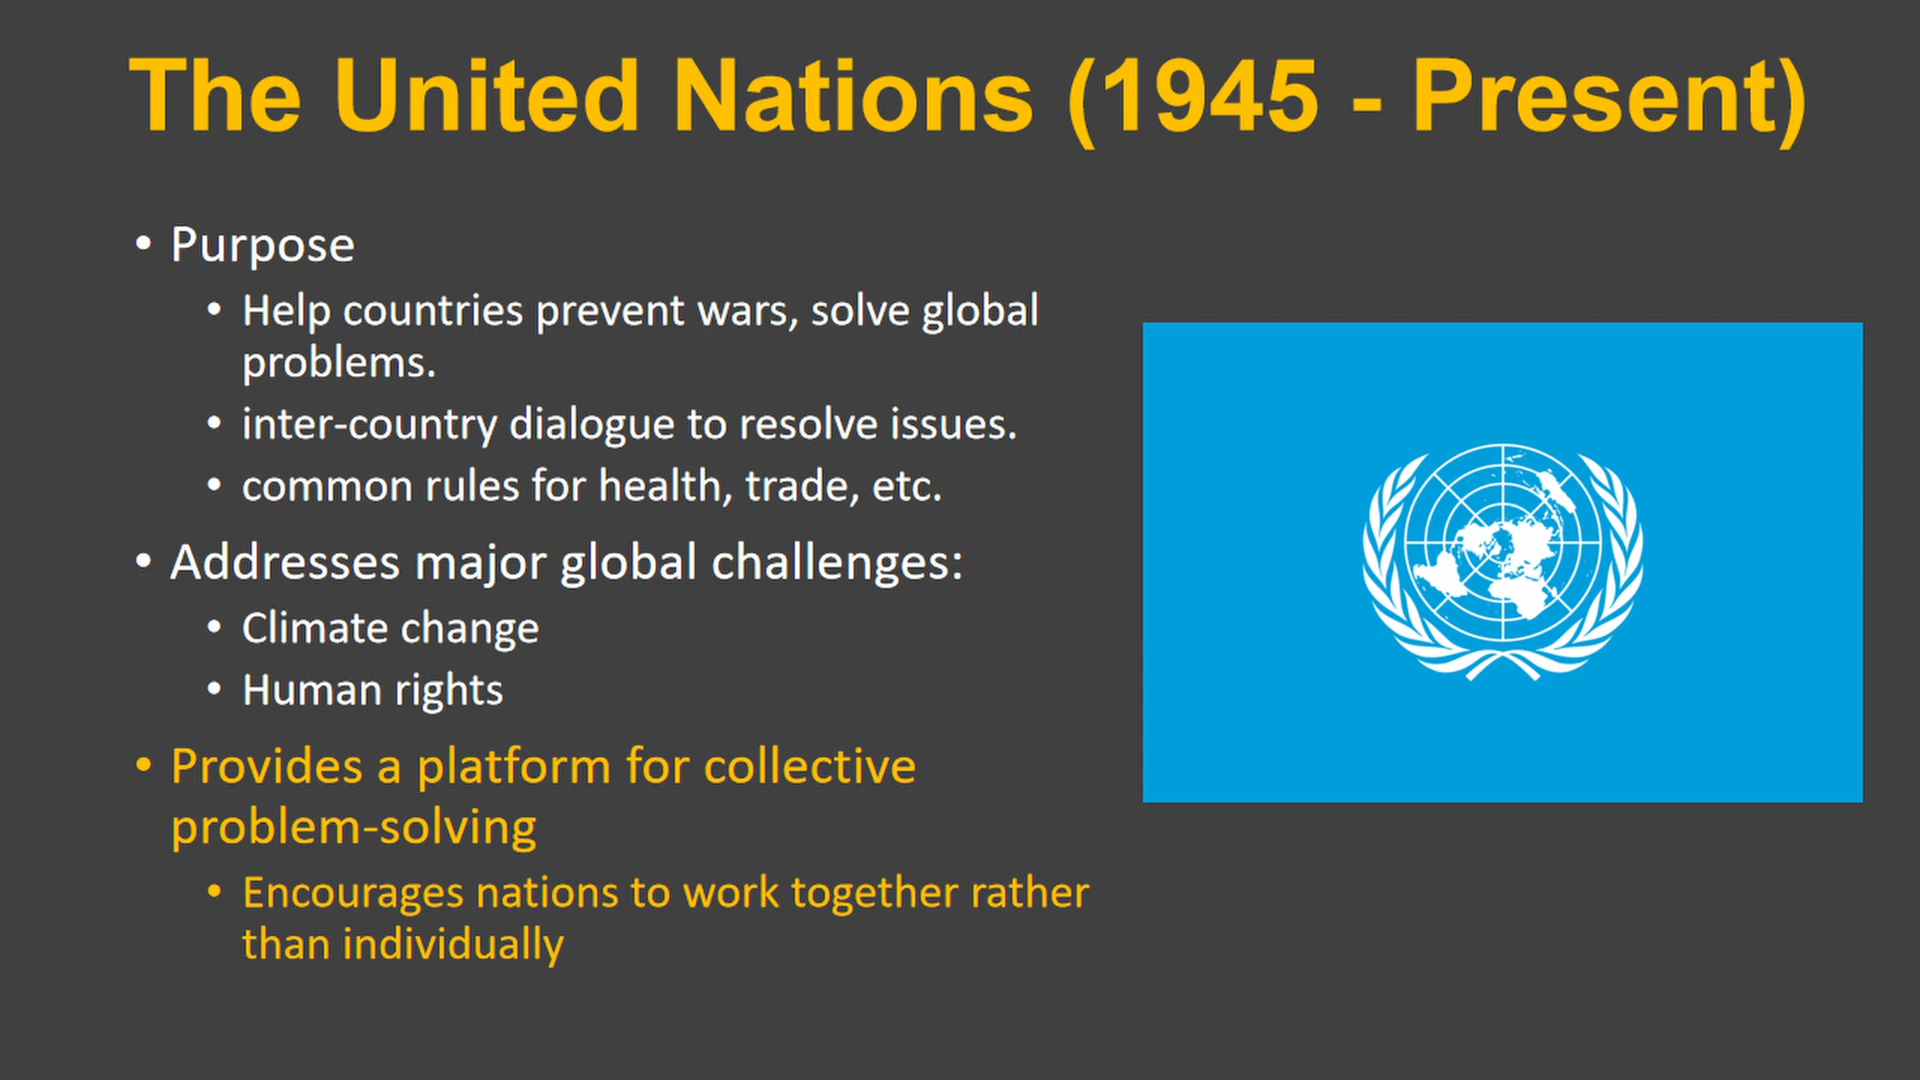 The United Nations (1945 - Present)
• Purpose
• Help countries prevent wars, solve global
problems.
• inter-country dialogue to resolve issues.
• common rules for health, trade, etc.
• Addresses major global challenges:
• Climate change
• Human rights
• Provides a platform for collective
problem-solving
• Encourages nations to work together rather
than individually